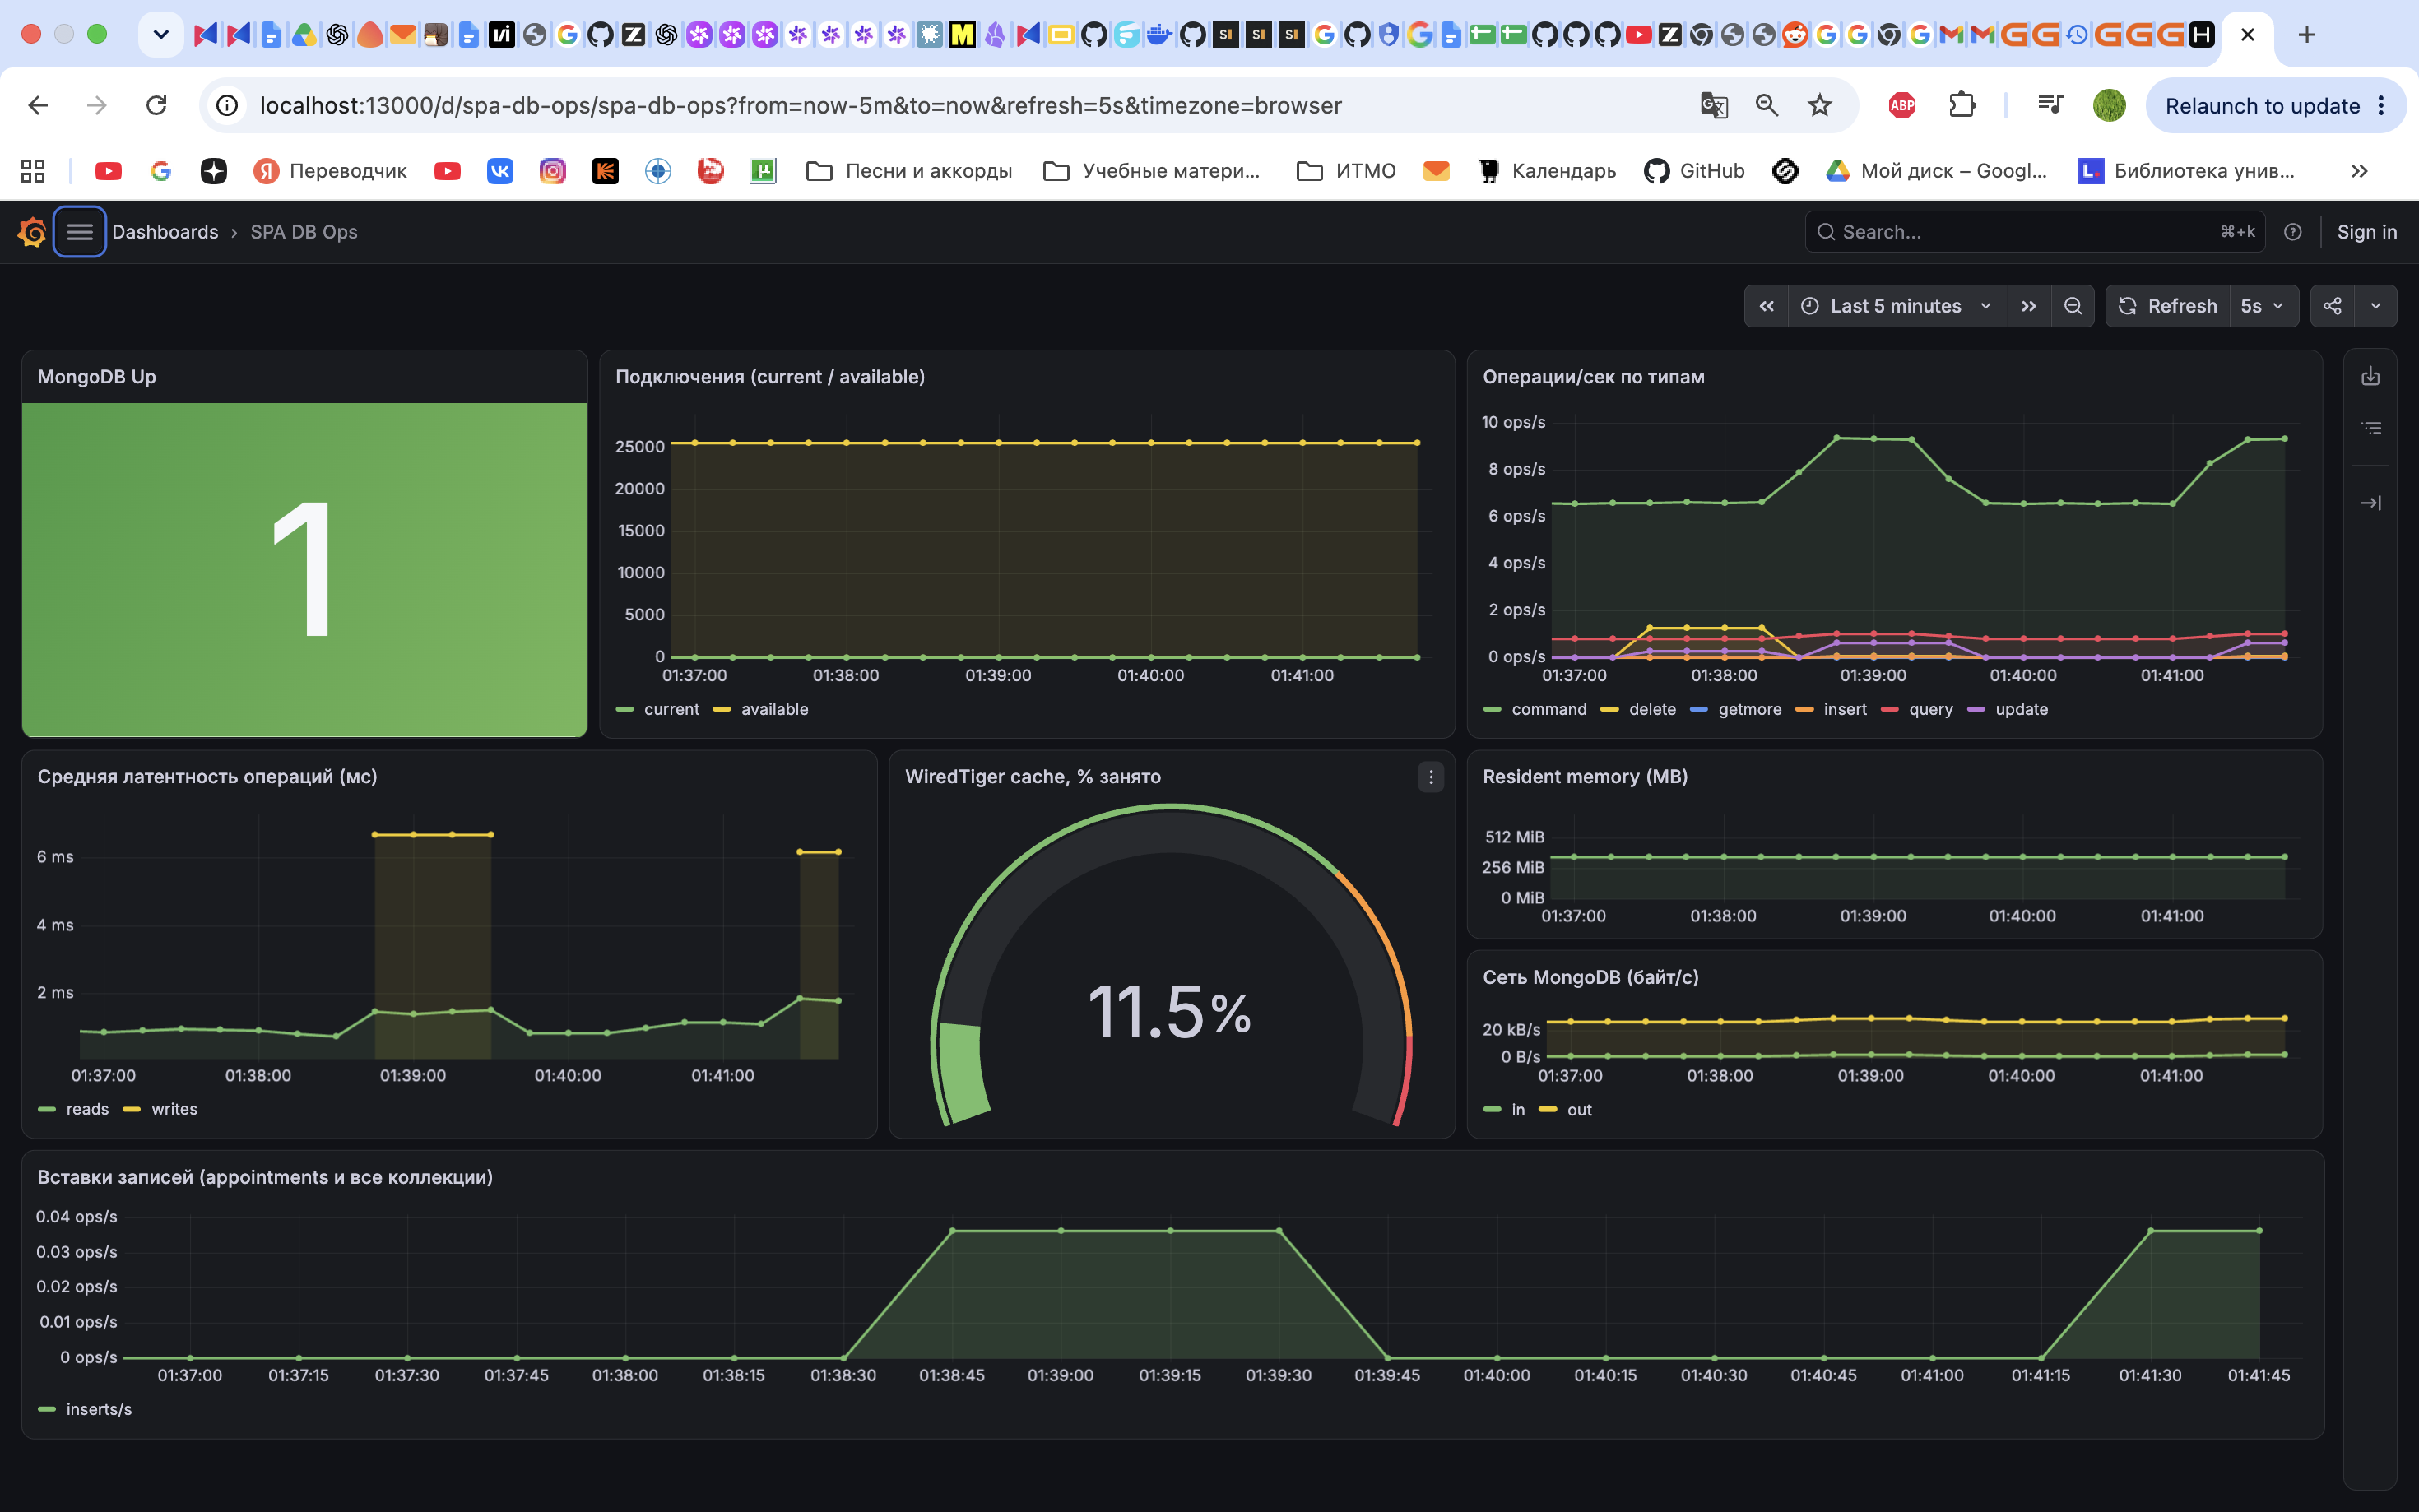 localhost:13000/d/spa-db-ops/spa-db-ops?from=now-5m&to=now&refresh=5s&timezone=browser
ABP
Relaunch to update
Переводчик
Песни и аккорды
Учебные матери...
ИТМО
Календарь
GitHub
Мой диск – Googl...
Библиотека унив...
Dashboards › SPA DB Ops
Search...
⌘+k
Sign in
Last 5 minutes
Refresh
5s
MongoDB Up
1
Подключения (current / available)
25000
20000
15000
10000
5000
0
01:37:00 01:38:00 01:39:00 01:40:00 01:41:00
current available
Операции/сек по типам
10 ops/s
8 ops/s
6 ops/s
4 ops/s
2 ops/s
0 ops/s
01:37:00 01:38:00 01:39:00 01:40:00 01:41:00
command delete getmore insert query update
Средняя латентность операций (мс)
6 ms
4 ms
2 ms
01:37:00 01:38:00 01:39:00 01:40:00 01:41:00
reads writes
WiredTiger cache, % занято
11.5%
Resident memory (MB)
512 MiB
256 MiB
0 MiB
01:37:00 01:38:00 01:39:00 01:40:00 01:41:00
Сеть MongoDB (байт/с)
20 kB/s
0 B/s
01:37:00 01:38:00 01:39:00 01:40:00 01:41:00
in out
Вставки записей (appointments и все коллекции)
0.04 ops/s
0.03 ops/s
0.02 ops/s
0.01 ops/s
0 ops/s
01:37:00 01:37:15 01:37:30 01:37:45 01:38:00 01:38:15 01:38:30 01:38:45 01:39:00 01:39:15 01:39:30 01:39:45 01:40:00 01:40:15 01:40:30 01:40:45 01:41:00 01:41:15 01:41:30 01:41:45
inserts/s